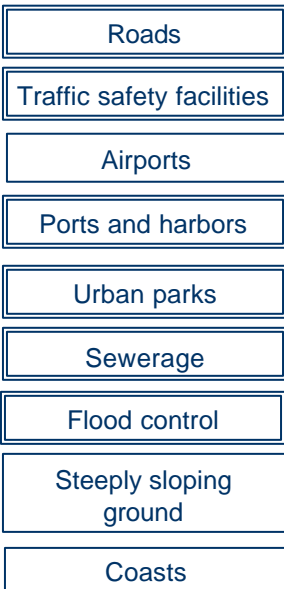 Roads
Traffic safety facilities
Airports
Ports and harbors
Urban parks
Sewerage
Flood control
Steeply sloping
ground
Coasts